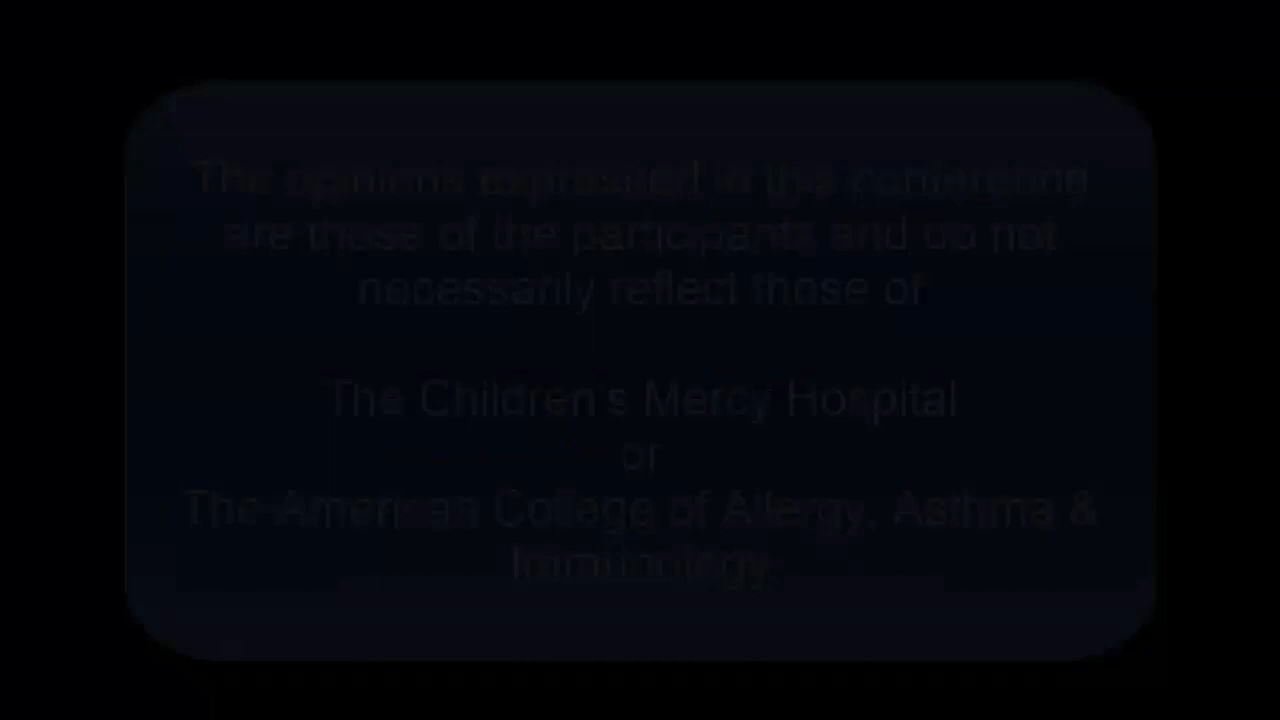 The opinions expressed in this conferencing
are those of the participants and do not
necessarily reflect those of
The Children's Mercy Hospital
or
The American College of Allergy, Asthma &
Immunology